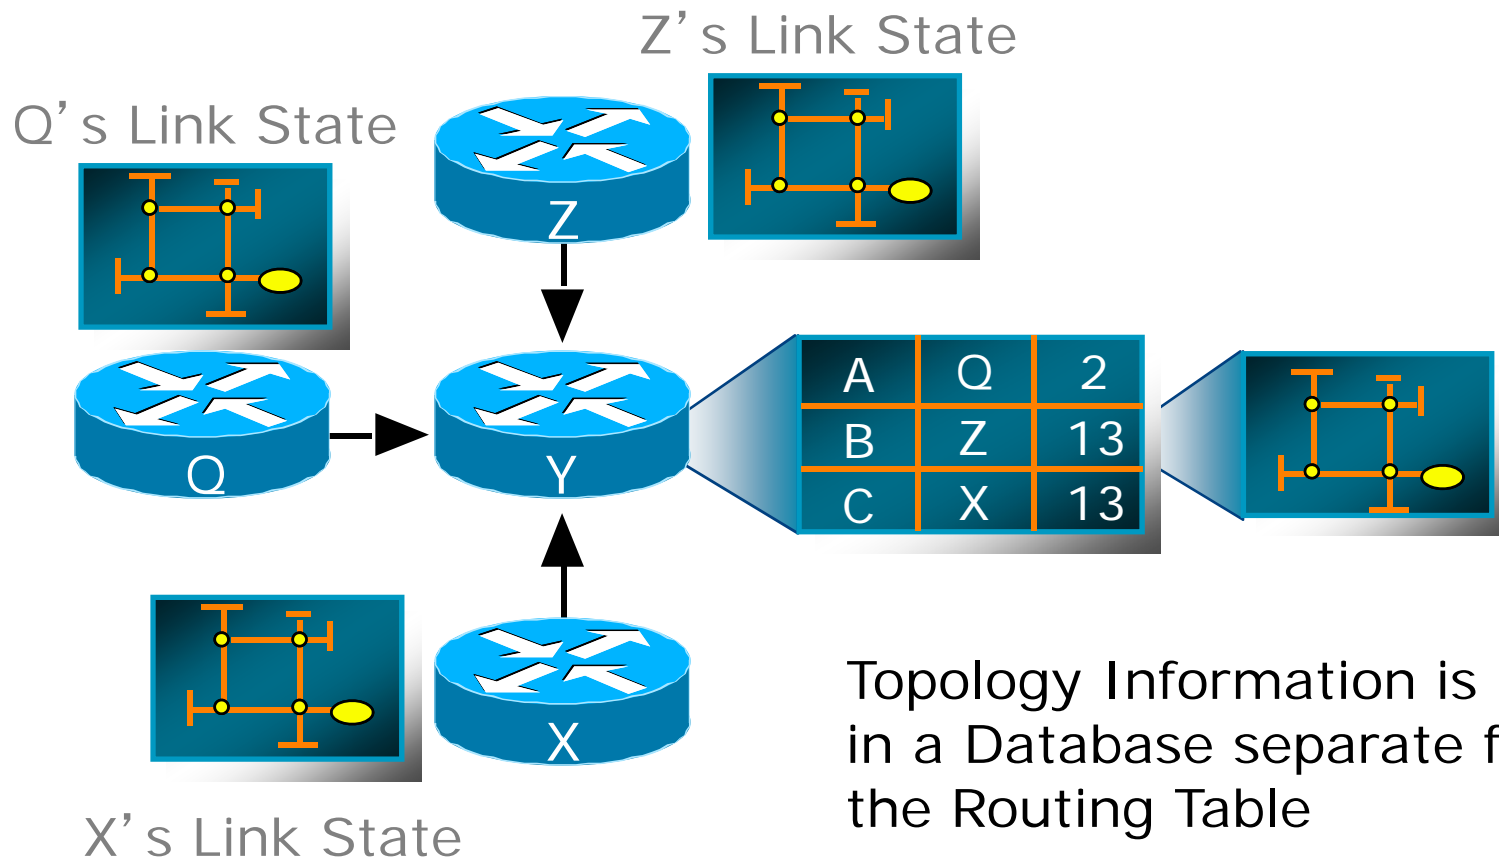 Z's Link State
Q's Link State
Z
Q
Y
A Q 2
B Z 13
C X 13
X
X's Link State
Topology Information is
in a Database separate
the Routing Table